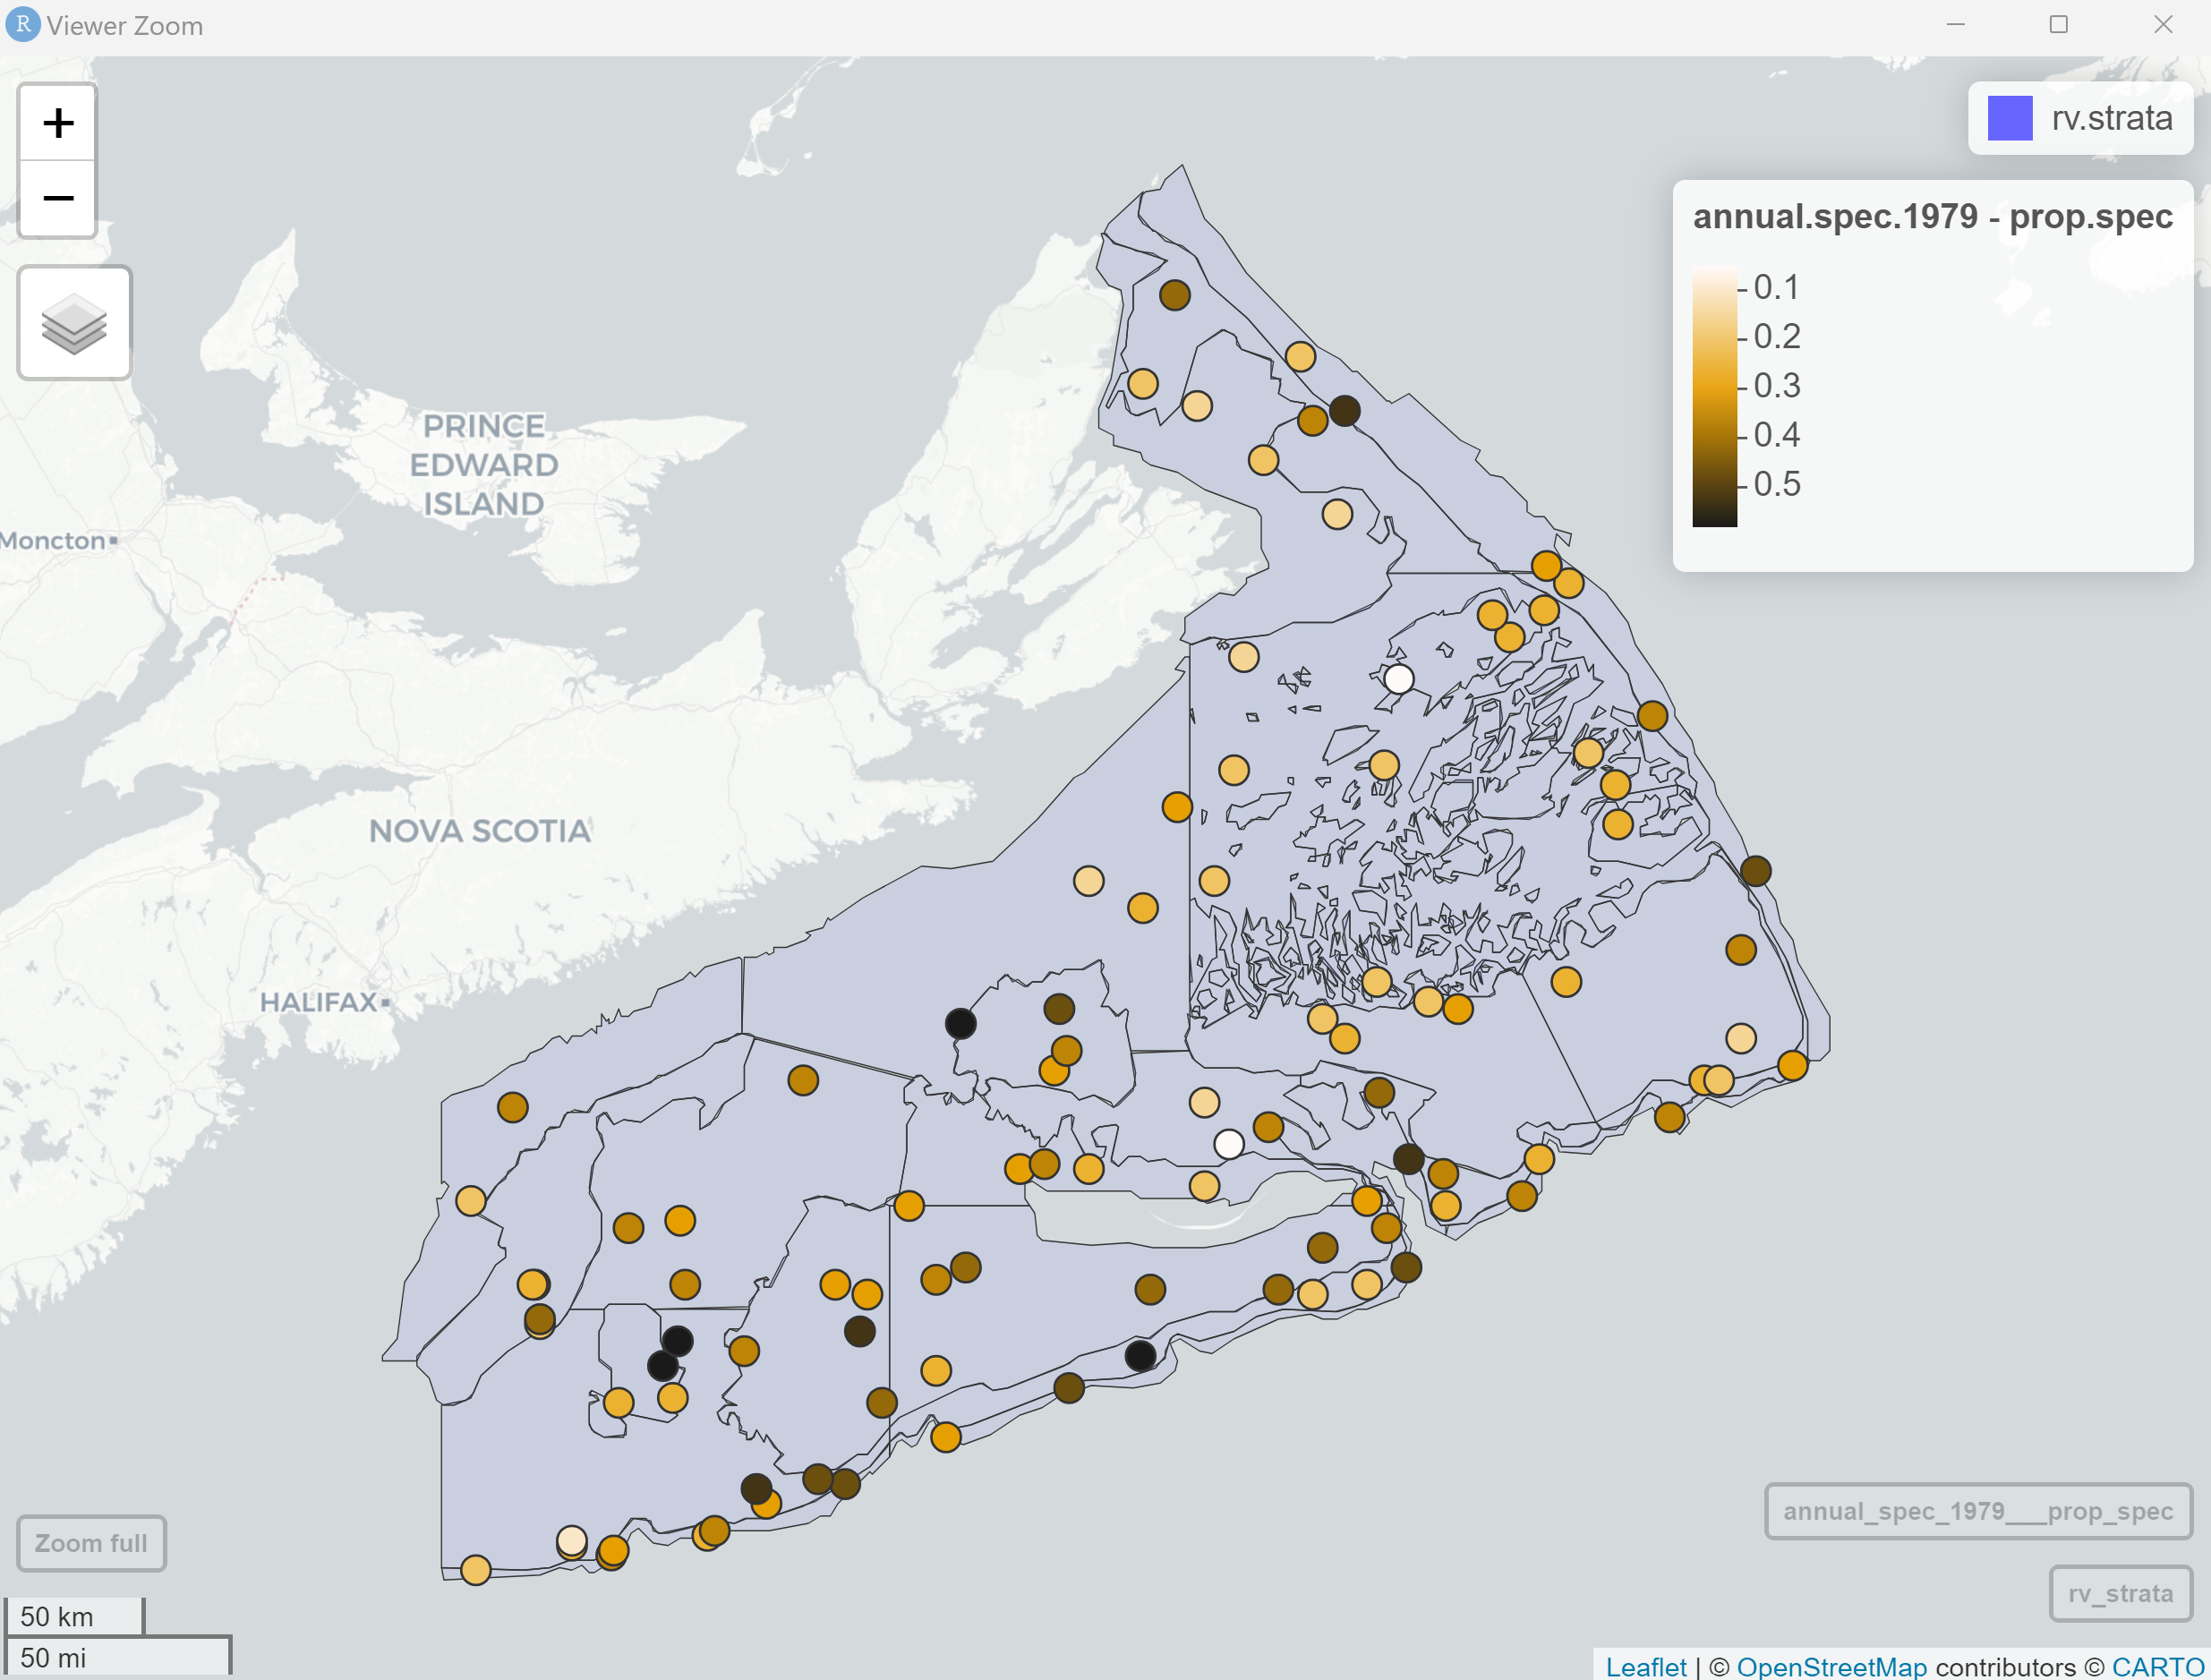 R Viewer Zoom
+
−
rv.strata
annual.spec.1979 - prop.spec
0.1
0.2
0.3
0.4
0.5
PRINCE
EDWARD
ISLAND
Moncton
NOVA SCOTIA
HALIFAX
annual_spec_1979___prop_spec
Zoom full
rv_strata
50 km
50 mi
Leaflet | © OpenStreetMap contributors © CARTO